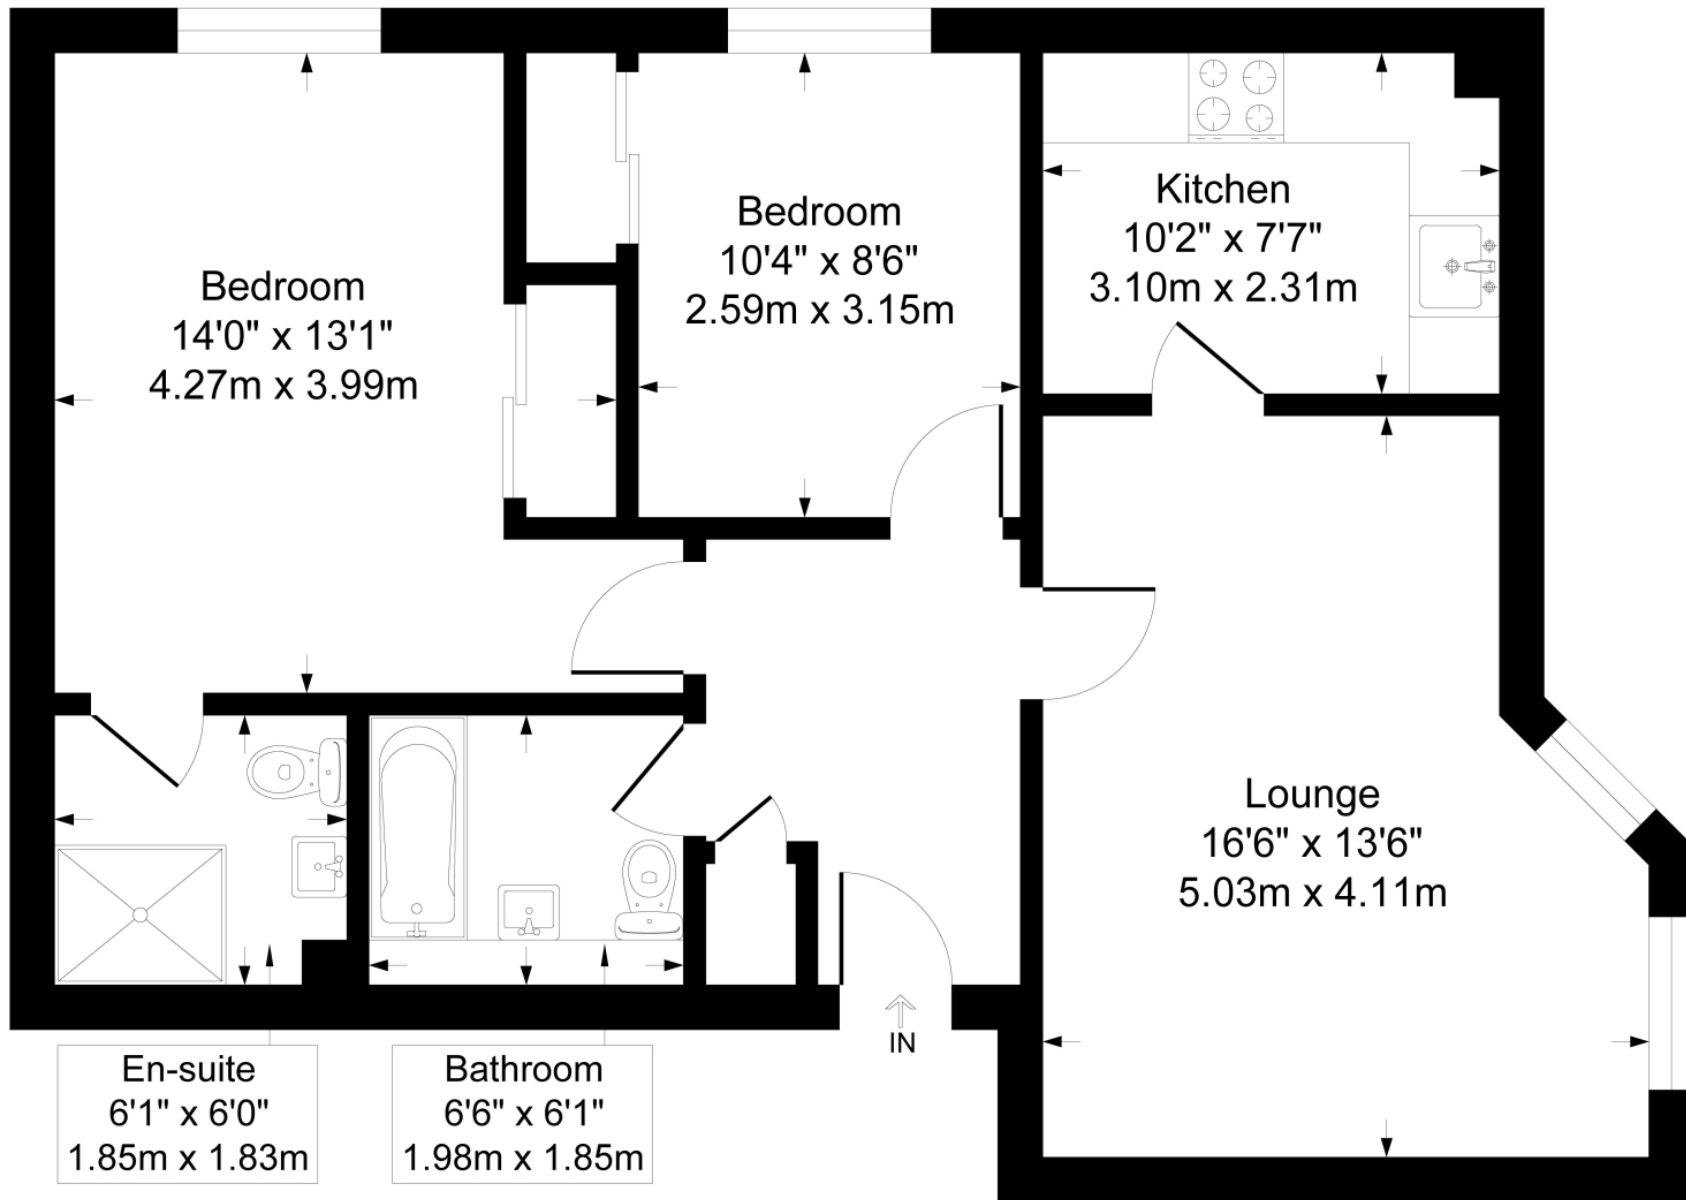 Bedroom
14'0" x 13'1"
4.27m x 3.99m
Bedroom
10'4" x 8'6"
2.59m x 3.15m
Kitchen
10'2" x 7'7"
3.10m x 2.31m
Lounge
16'6" x 13'6"
5.03m x 4.11m
IN
En-suite
6'1" x 6'0"
1.85m x 1.83m
Bathroom
6'6" x 6'1"
1.98m x 1.85m